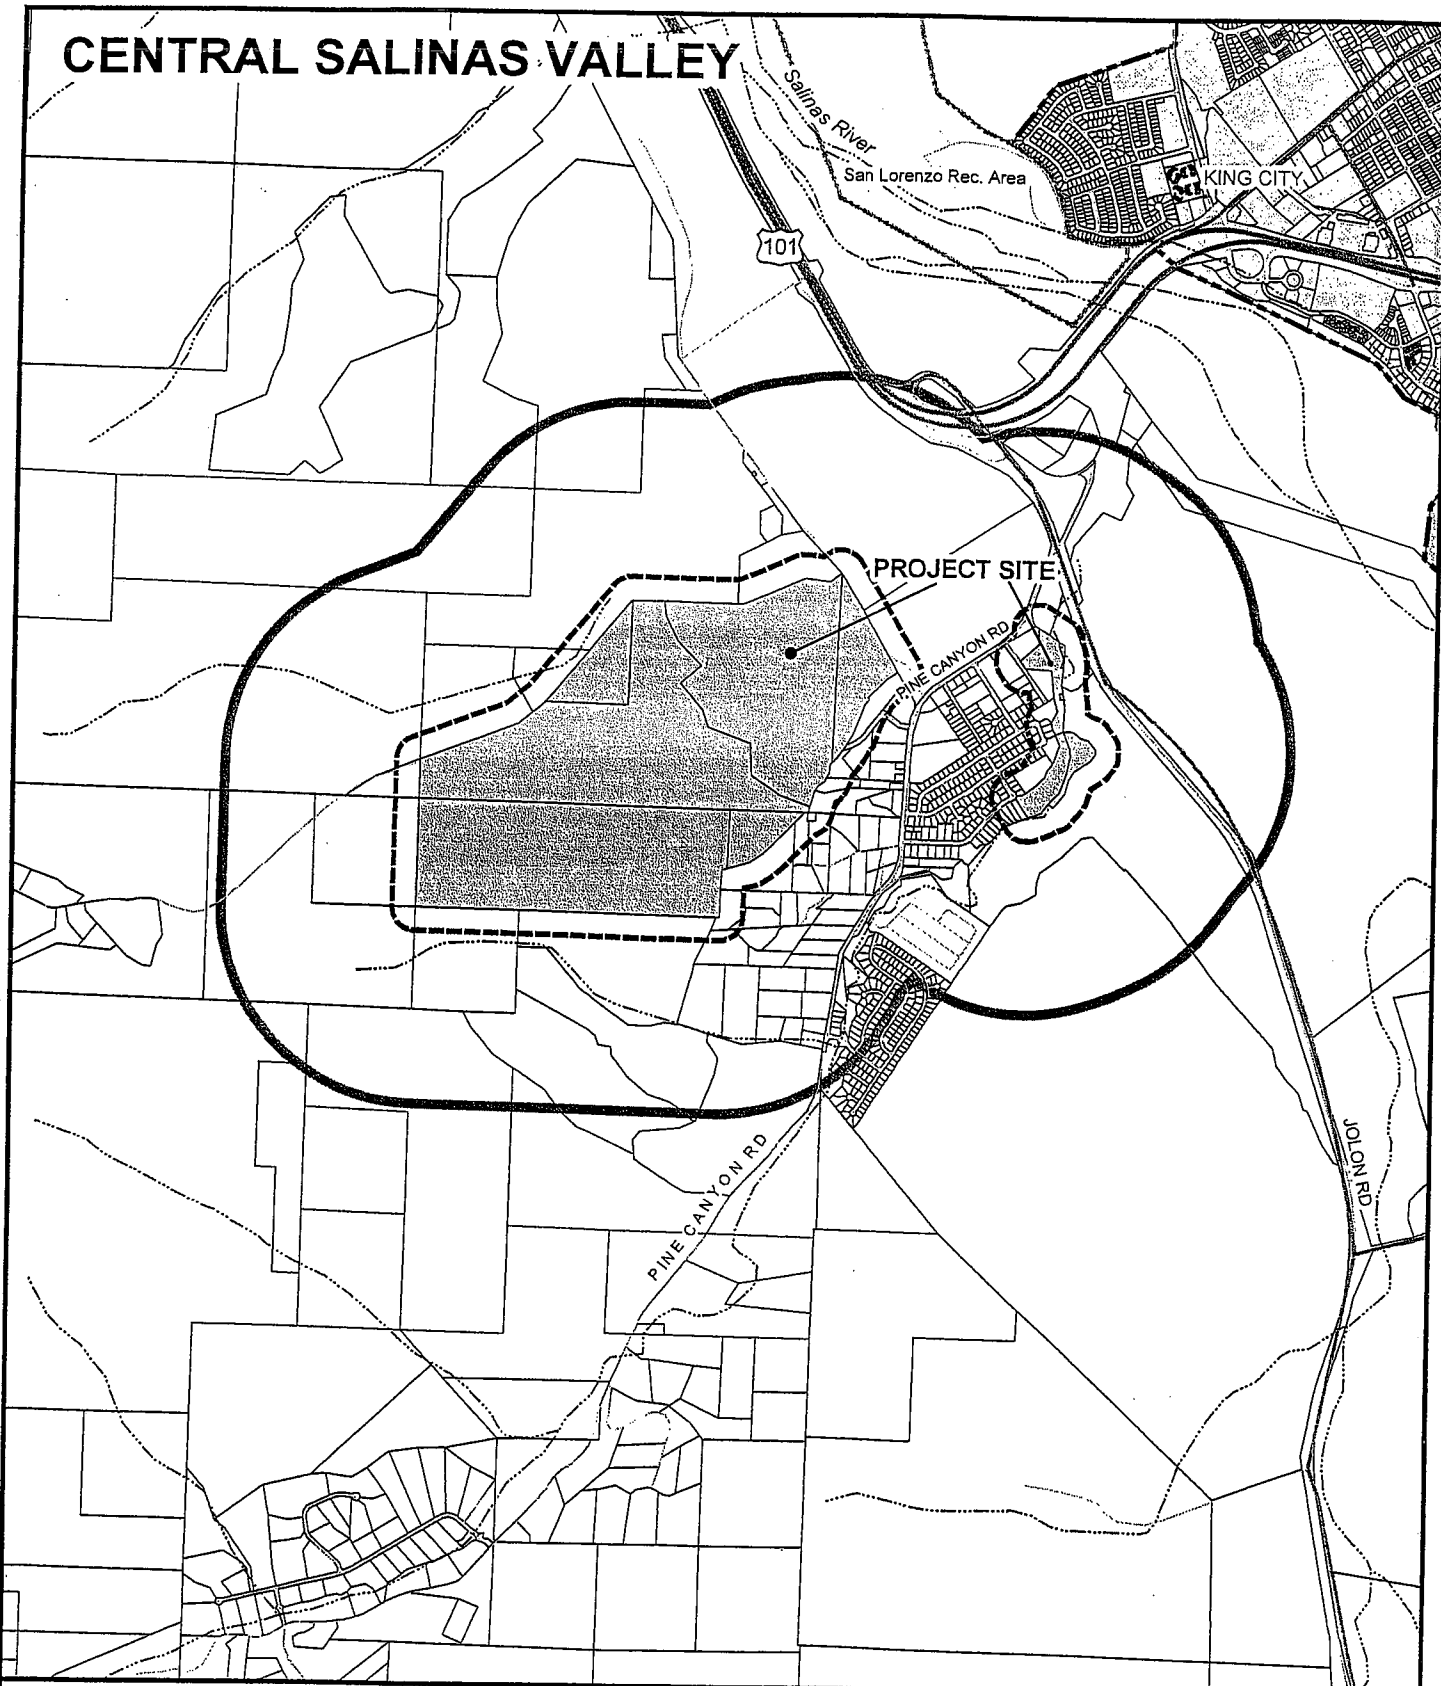 CENTRAL SALINAS VALLEY
Salinas River
San Lorenzo Rec. Area
KING CITY
101
PROJECT SITE
PINE CANYON RD
PINE CANYON RD
JOLON RD